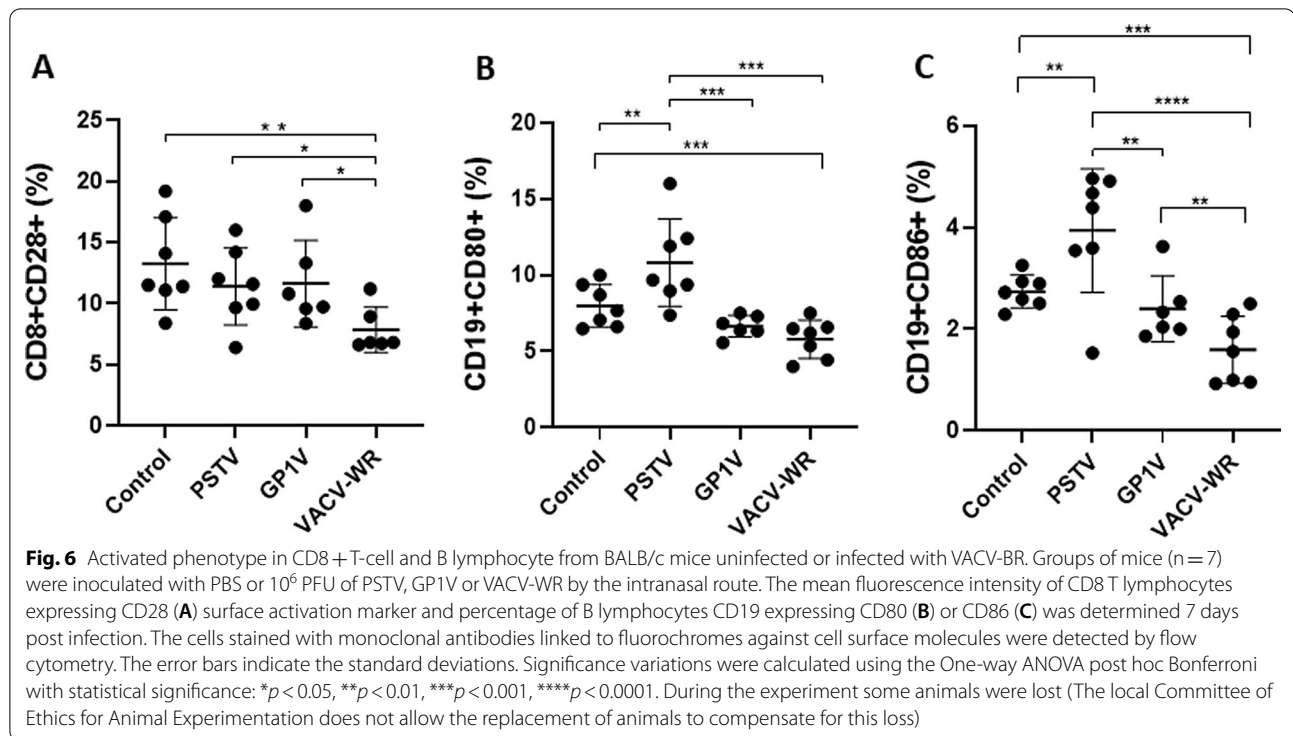 A
CD8+CD28+ (%)
25
20
15
10
5
0
* *
*
*
Control
PSTV
GP1V
VACV-WR
B
CD19+CD80+ (%)
20
15
10
5
0
***
***
**
***
Control
PSTV
GP1V
VACV-WR
C
CD19+CD86+ (%)
6
4
2
0
***
**
****
**
**
Control
PSTV
GP1V
VACV-WR
Fig. 6 Activated phenotype in CD8+T-cell and B lymphocyte from BALB/c mice uninfected or infected with VACV-BR. Groups of mice (n=7)
were inoculated with PBS or 10⁶ PFU of PSTV, GP1V or VACV-WR by the intranasal route. The mean fluorescence intensity of CD8 T lymphocytes
expressing CD28 (A) surface activation marker and percentage of B lymphocytes CD19 expressing CD80 (B) or CD86 (C) was determined 7 days
post infection. The cells stained with monoclonal antibodies linked to fluorochromes against cell surface molecules were detected by flow
cytometry. The error bars indicate the standard deviations. Significance variations were calculated using the One-way ANOVA post hoc Bonferroni
with statistical significance: *p<0.05, **p<0.01, ***p<0.001, ****p<0.0001. During the experiment some animals were lost (The local Committee of
Ethics for Animal Experimentation does not allow the replacement of animals to compensate for this loss)